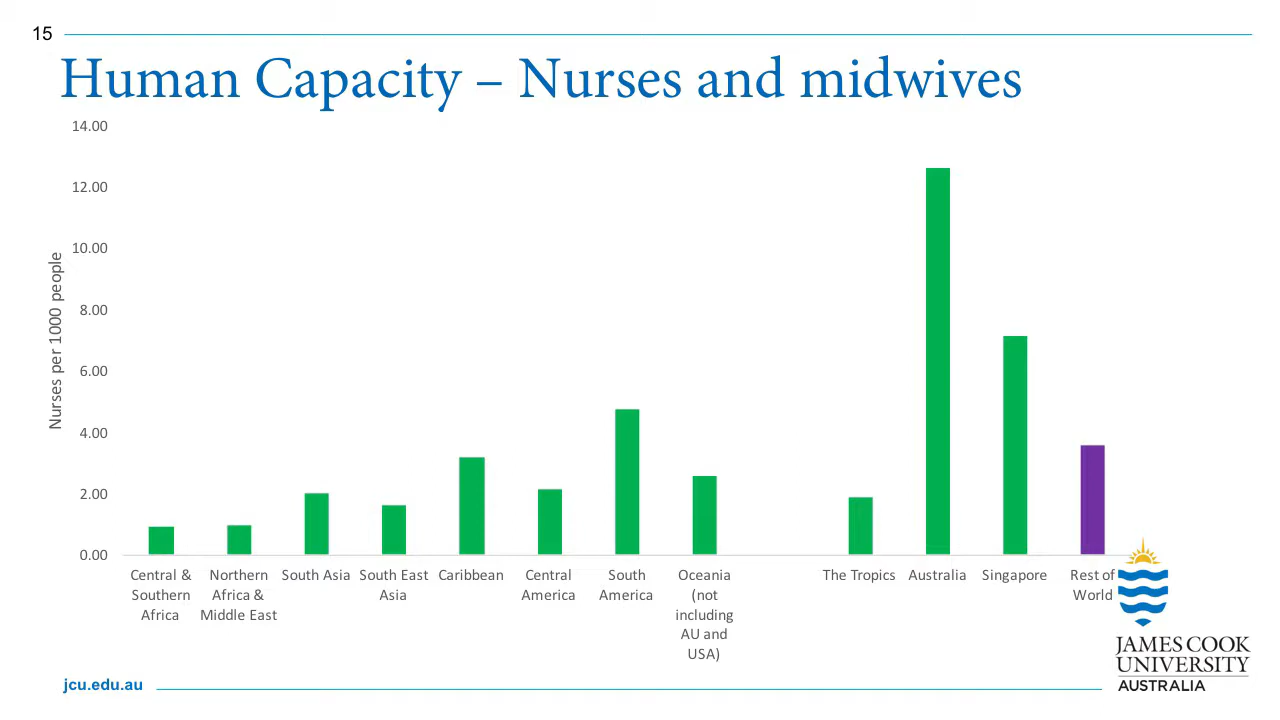 15
Human Capacity – Nurses and midwives
14.00
12.00
10.00
8.00
6.00
4.00
2.00
0.00
Nurses per 1000 people
Central &
Southern
Africa
Northern
Africa &
Middle East
South Asia
South East
Asia
Caribbean
Central
America
South
America
Oceania
(not
including
AU and
USA)
The Tropics
Australia
Singapore
Rest of
World
JAMES COOK
UNIVERSITY
AUSTRALIA
jcu.edu.au